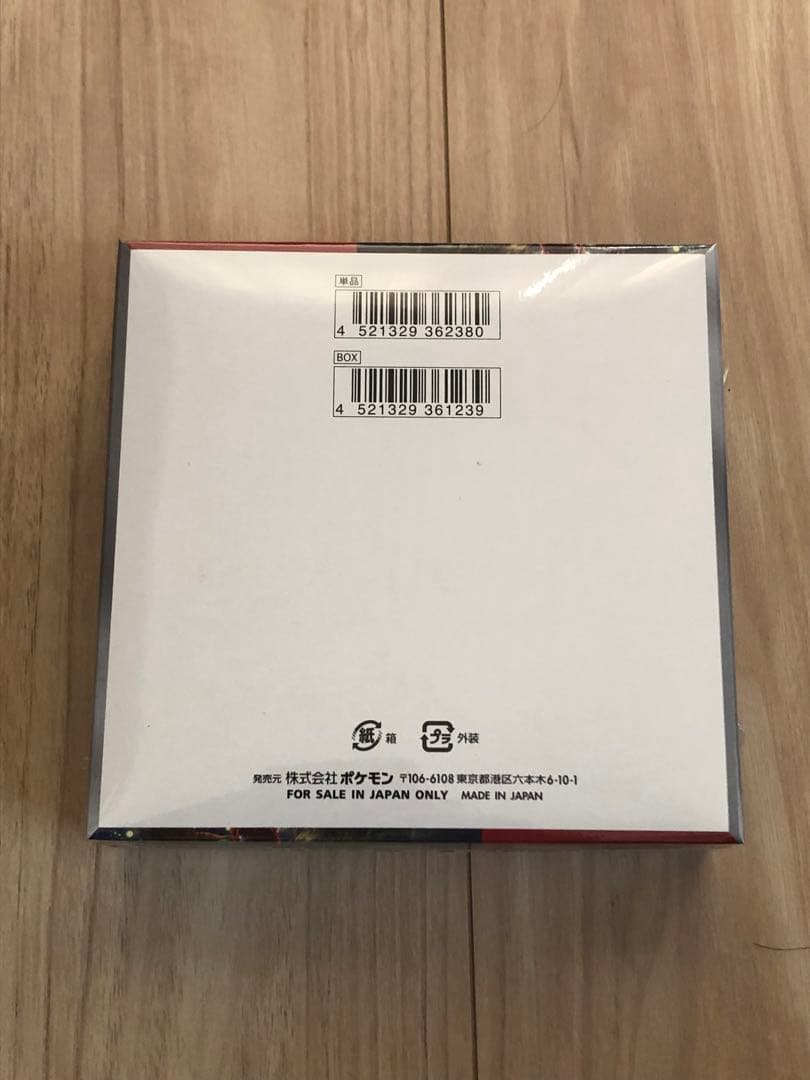 単品
4 521329 362380
BOX
4 521329 361239
紙 箱 プラ 外装
発売元 株式会社ポケモン 〒106-6108 東京都港区六本木6-10-1
FOR SALE IN JAPAN ONLY MADE IN JAPAN